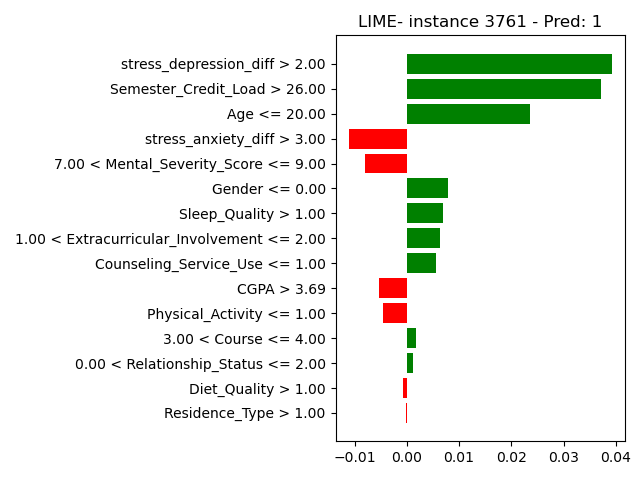 LIME- instance 3761 - Pred: 1
stress_depression_diff > 2.00
Semester_Credit_Load > 26.00
Age <= 20.00
stress_anxiety_diff > 3.00
7.00 < Mental_Severity_Score <= 9.00
Gender <= 0.00
Sleep_Quality > 1.00
1.00 < Extracurricular_Involvement <= 2.00
Counseling_Service_Use <= 1.00
CGPA > 3.69
Physical_Activity <= 1.00
3.00 < Course <= 4.00
0.00 < Relationship_Status <= 2.00
Diet_Quality > 1.00
Residence_Type > 1.00
−0.01 0.00 0.01 0.02 0.03 0.04